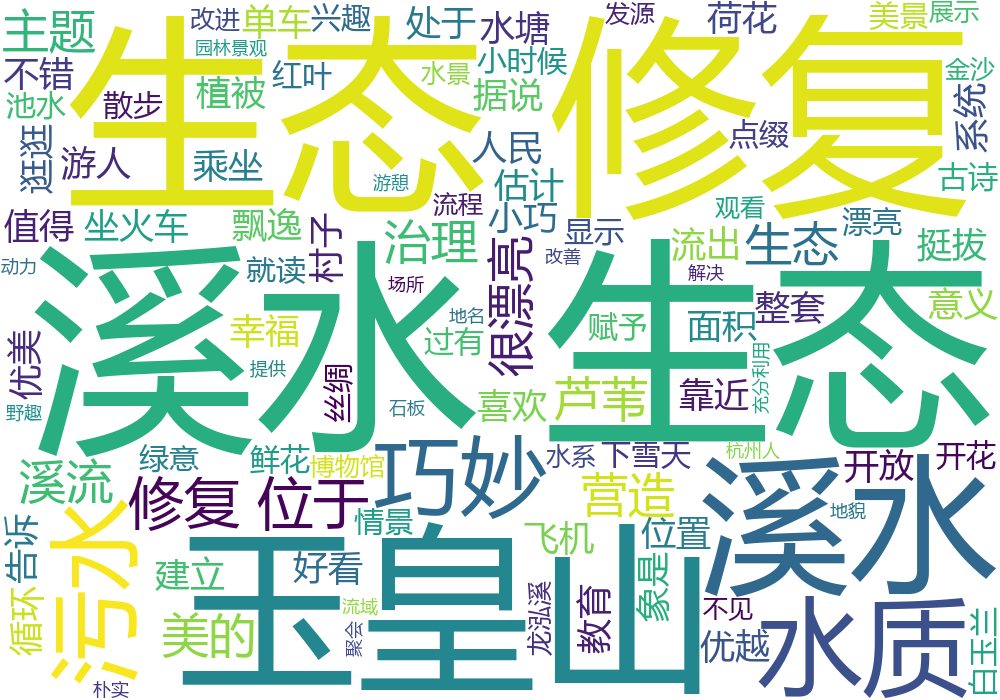 改进
单车
兴趣
处于
水塘
发源
荷花
美景
展示
主题
生态 修复
园林景观
不错
红叶
水景
小时候
金沙
池水
散步
植被
据说
点缀
系统
逛逛
游人
乘坐
游憩
人民
估计
古诗
值得
坐火车
飘逸
流程
小巧
显示
观看
漂亮
村子
治理
很漂亮
流出
生态
挺拔
动力
就读
场所
改善
解决
溪水 生态
优美
幸福
地名
过有
赋予
面积
整套
意义
提供
丝绸
野趣
石板
喜欢
芦苇
靠近
充分利用
绿意
鲜花
博物馆
巧妙
水系
下雪天
杭州人
开放
开花
溪流
修复 位于
营造
溪水
污水
情景
飞机
位置
地貌
告诉
玉皇山
建立
好看
象是
循环
流域
龙泓溪
教育
不见
水质
白玉兰
美的
聚会
优越
朴实